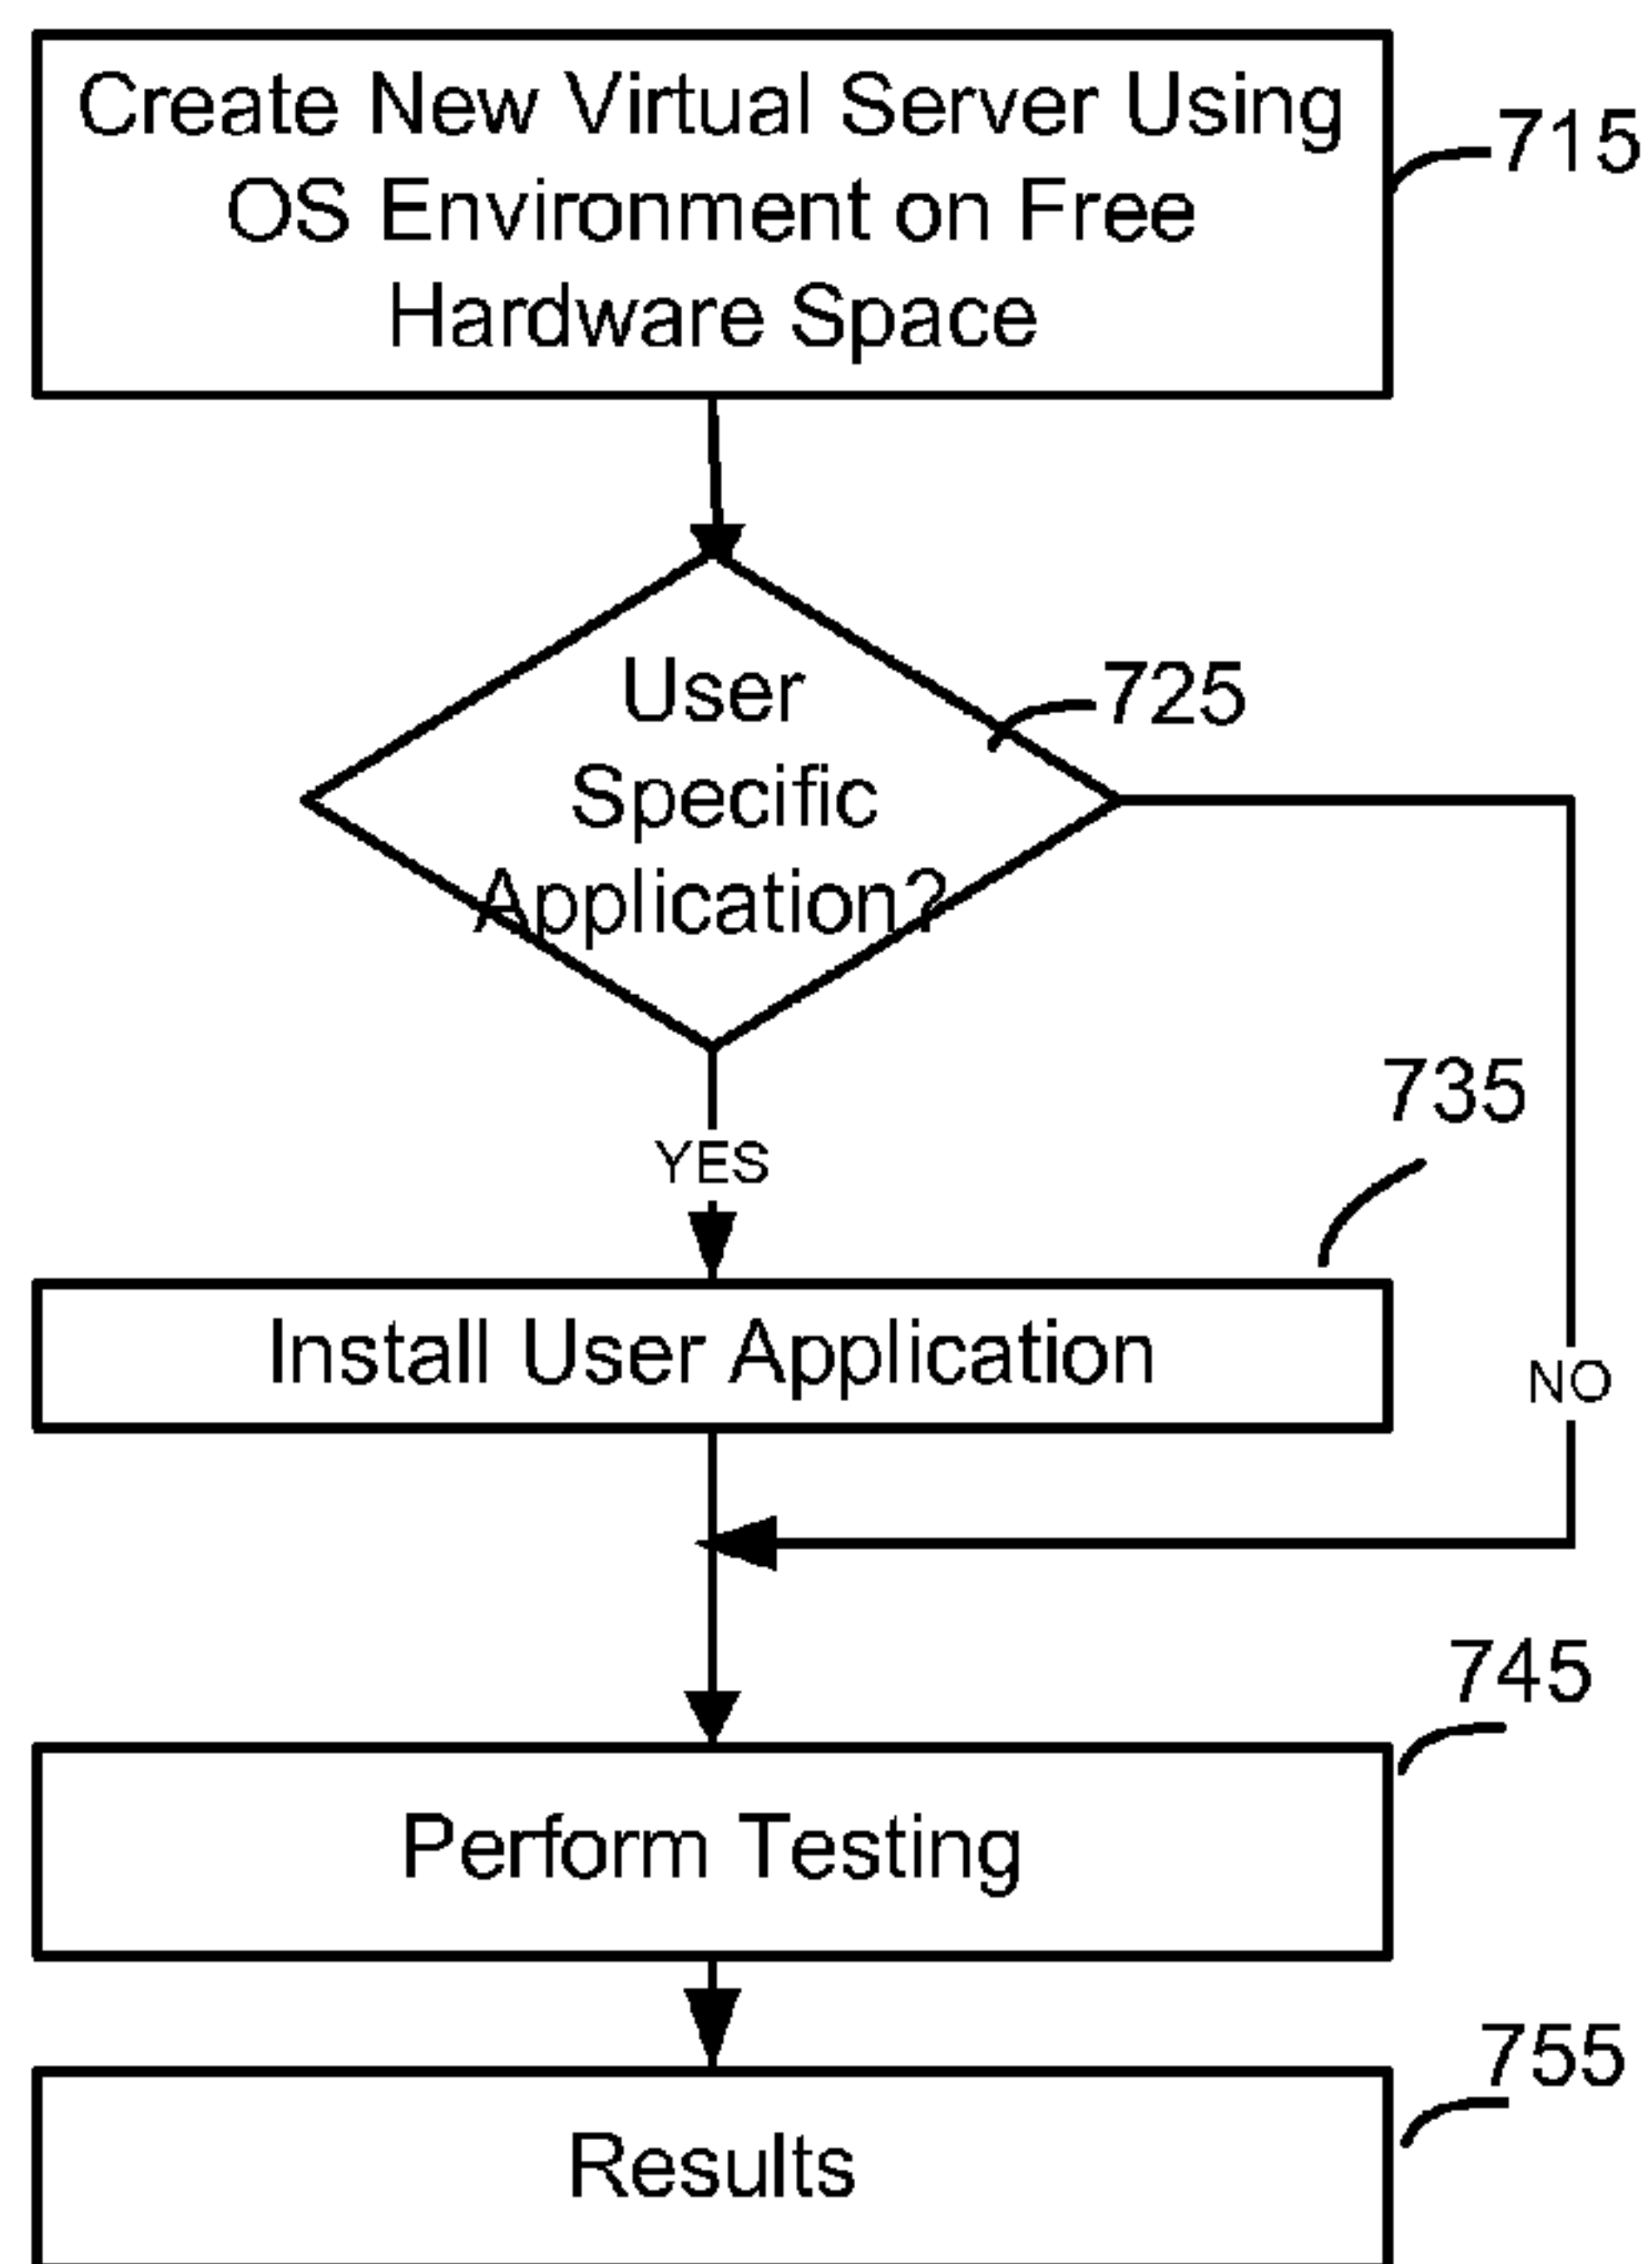 Create New Virtual Server Using
OS Environment on Free
Hardware Space
715
User
Specific
Application?
725
YES
735
Install User Application
NO
745
Perform Testing
755
Results